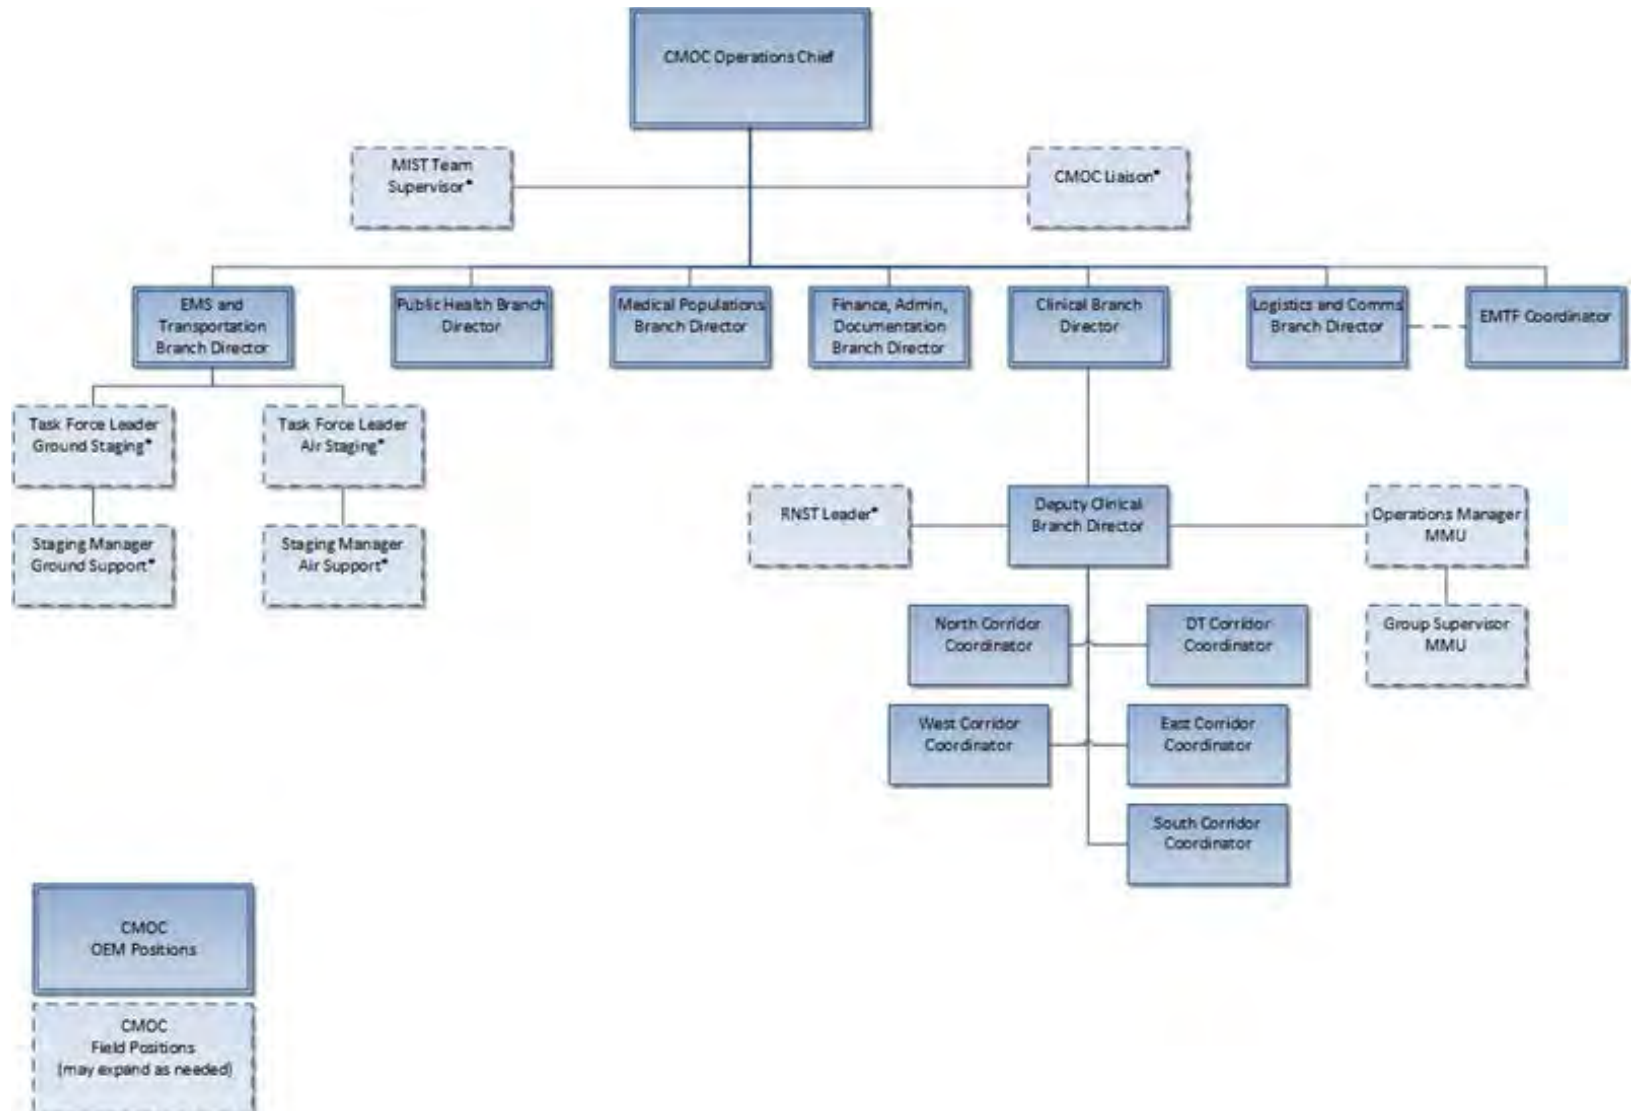 CMOC Operations Chief
MIST Team
Supervisor*
CMOC Liaison*
EMS and
Transportation
Branch Director
Public Health Branch
Director
Medical Populations
Branch Director
Finance, Admin,
Documentation
Branch Director
Clinical Branch
Director
Logistics and Comms
Branch Director
EMTF Coordinator
Task Force Leader
Ground Staging*
Task Force Leader
Air Staging*
Staging Manager
Ground Support*
Staging Manager
Air Support*
RNST Leader*
Deputy Clinical
Branch Director
Operations Manager
MMU
North Corridor
Coordinator
DT Corridor
Coordinator
Group Supervisor
MMU
West Corridor
Coordinator
East Corridor
Coordinator
South Corridor
Coordinator
CMOC
OEM Positions
CMOC
Field Positions
(may expand as needed)